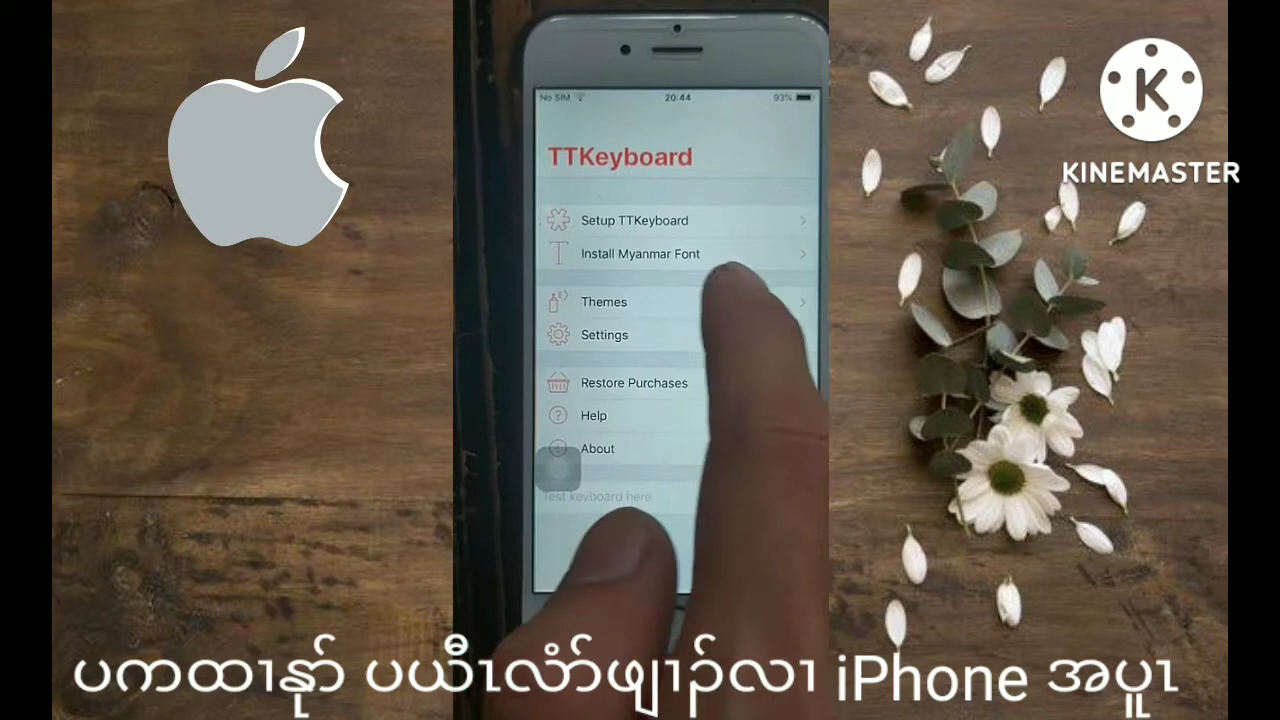 KINEMASTER
No SIM 20:44 93%
TTKeyboard
Setup TTKeyboard
Install Myanmar Font
Themes
Settings
Restore Purchases
Help
About
Test keyboard here
ပကထၢနုာ် ပယီၤလံာ်ဖျၢၣ်လၢ iPhone အပူၤ